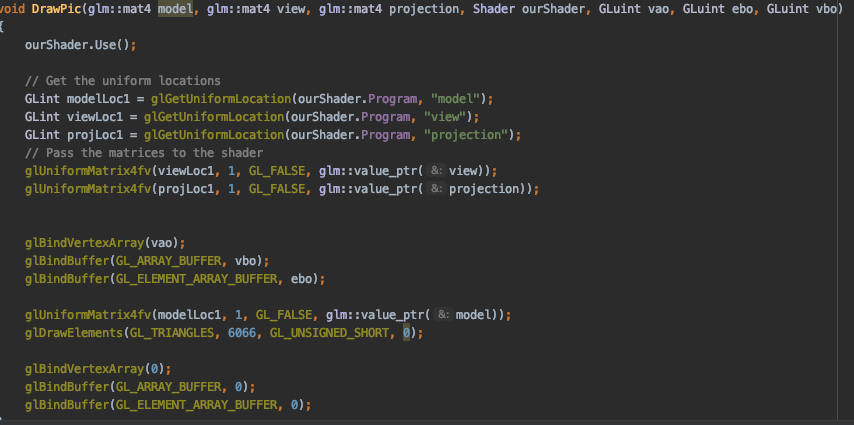 void DrawPic(glm::mat4 model, glm::mat4 view, glm::mat4 projection, Shader ourShader, GLuint vao, GLuint ebo, GLuint vbo)
{
    ourShader.Use();
    // Get the uniform locations
    GLint modelLoc1 = glGetUniformLocation(ourShader.Program, "model");
    GLint viewLoc1 = glGetUniformLocation(ourShader.Program, "view");
    GLint projLoc1 = glGetUniformLocation(ourShader.Program, "projection");
    // Pass the matrices to the shader
    glUniformMatrix4fv(viewLoc1, 1, GL_FALSE, glm::value_ptr( &: view));
    glUniformMatrix4fv(projLoc1, 1, GL_FALSE, glm::value_ptr( &: projection));
    glBindVertexArray(vao);
    glBindBuffer(GL_ARRAY_BUFFER, vbo);
    glBindBuffer(GL_ELEMENT_ARRAY_BUFFER, ebo);
    glUniformMatrix4fv(modelLoc1, 1, GL_FALSE, glm::value_ptr( &: model));
    glDrawElements(GL_TRIANGLES, 6066, GL_UNSIGNED_SHORT, 0);
    glBindVertexArray(0);
    glBindBuffer(GL_ARRAY_BUFFER, 0);
    glBindBuffer(GL_ELEMENT_ARRAY_BUFFER, 0);